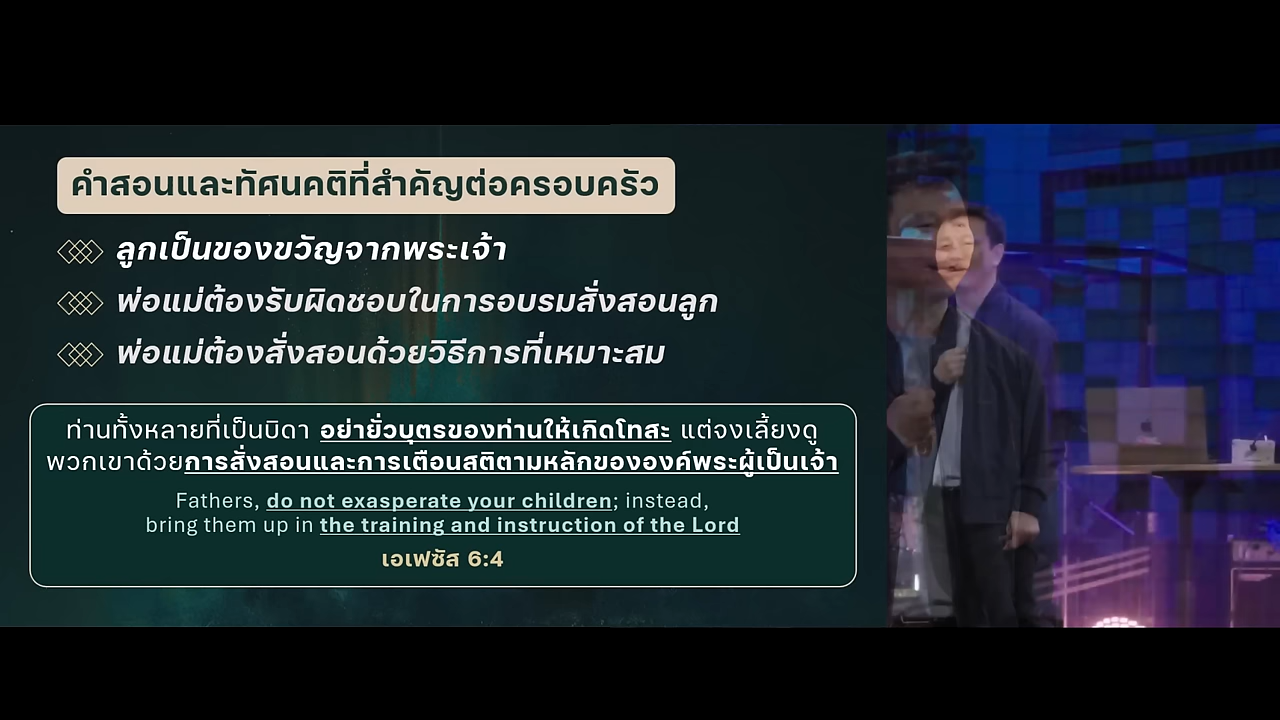 คำสอนและทัศนคติที่สำคัญต่อครอบครัว
ลูกเป็นของขวัญจากพระเจ้า
พ่อแม่ต้องรับผิดชอบในการอบรมสั่งสอนลูก
พ่อแม่ต้องสั่งสอนด้วยวิธีการที่เหมาะสม
ท่านทั้งหลายที่เป็นบิดา อย่ายั่วบุตรของท่านให้เกิดโทสะ แต่จงเลี้ยงดู
พวกเขาด้วยการสั่งสอนและการเตือนสติตามหลักขององค์พระผู้เป็นเจ้า
Fathers, do not exasperate your children; instead,
bring them up in the training and instruction of the Lord
เอเฟซัส 6:4